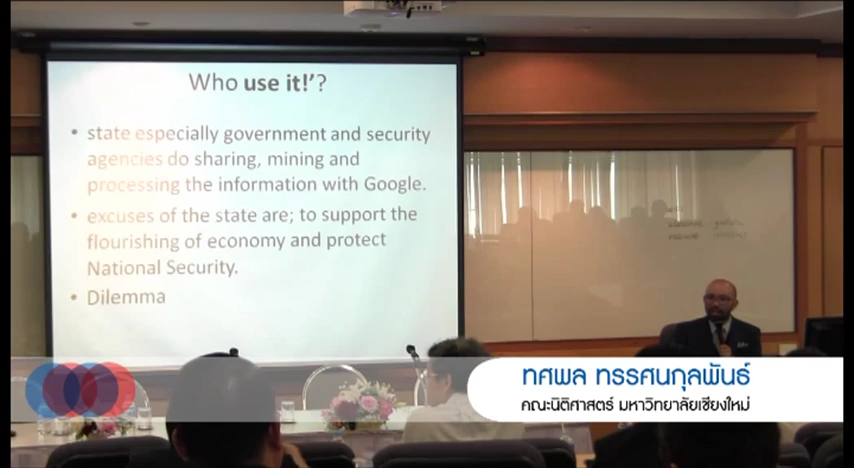 Who use it!’?
• state especially government and security
agencies do sharing, mining and
processing the information with Google.
• excuses of the state are; to support the
flourishing of economy and protect
National Security.
• Dilemma
ทศพล ทรรศนกุลพันธ์
คณะนิติศาสตร์ มหาวิทยาลัยเชียงใหม่